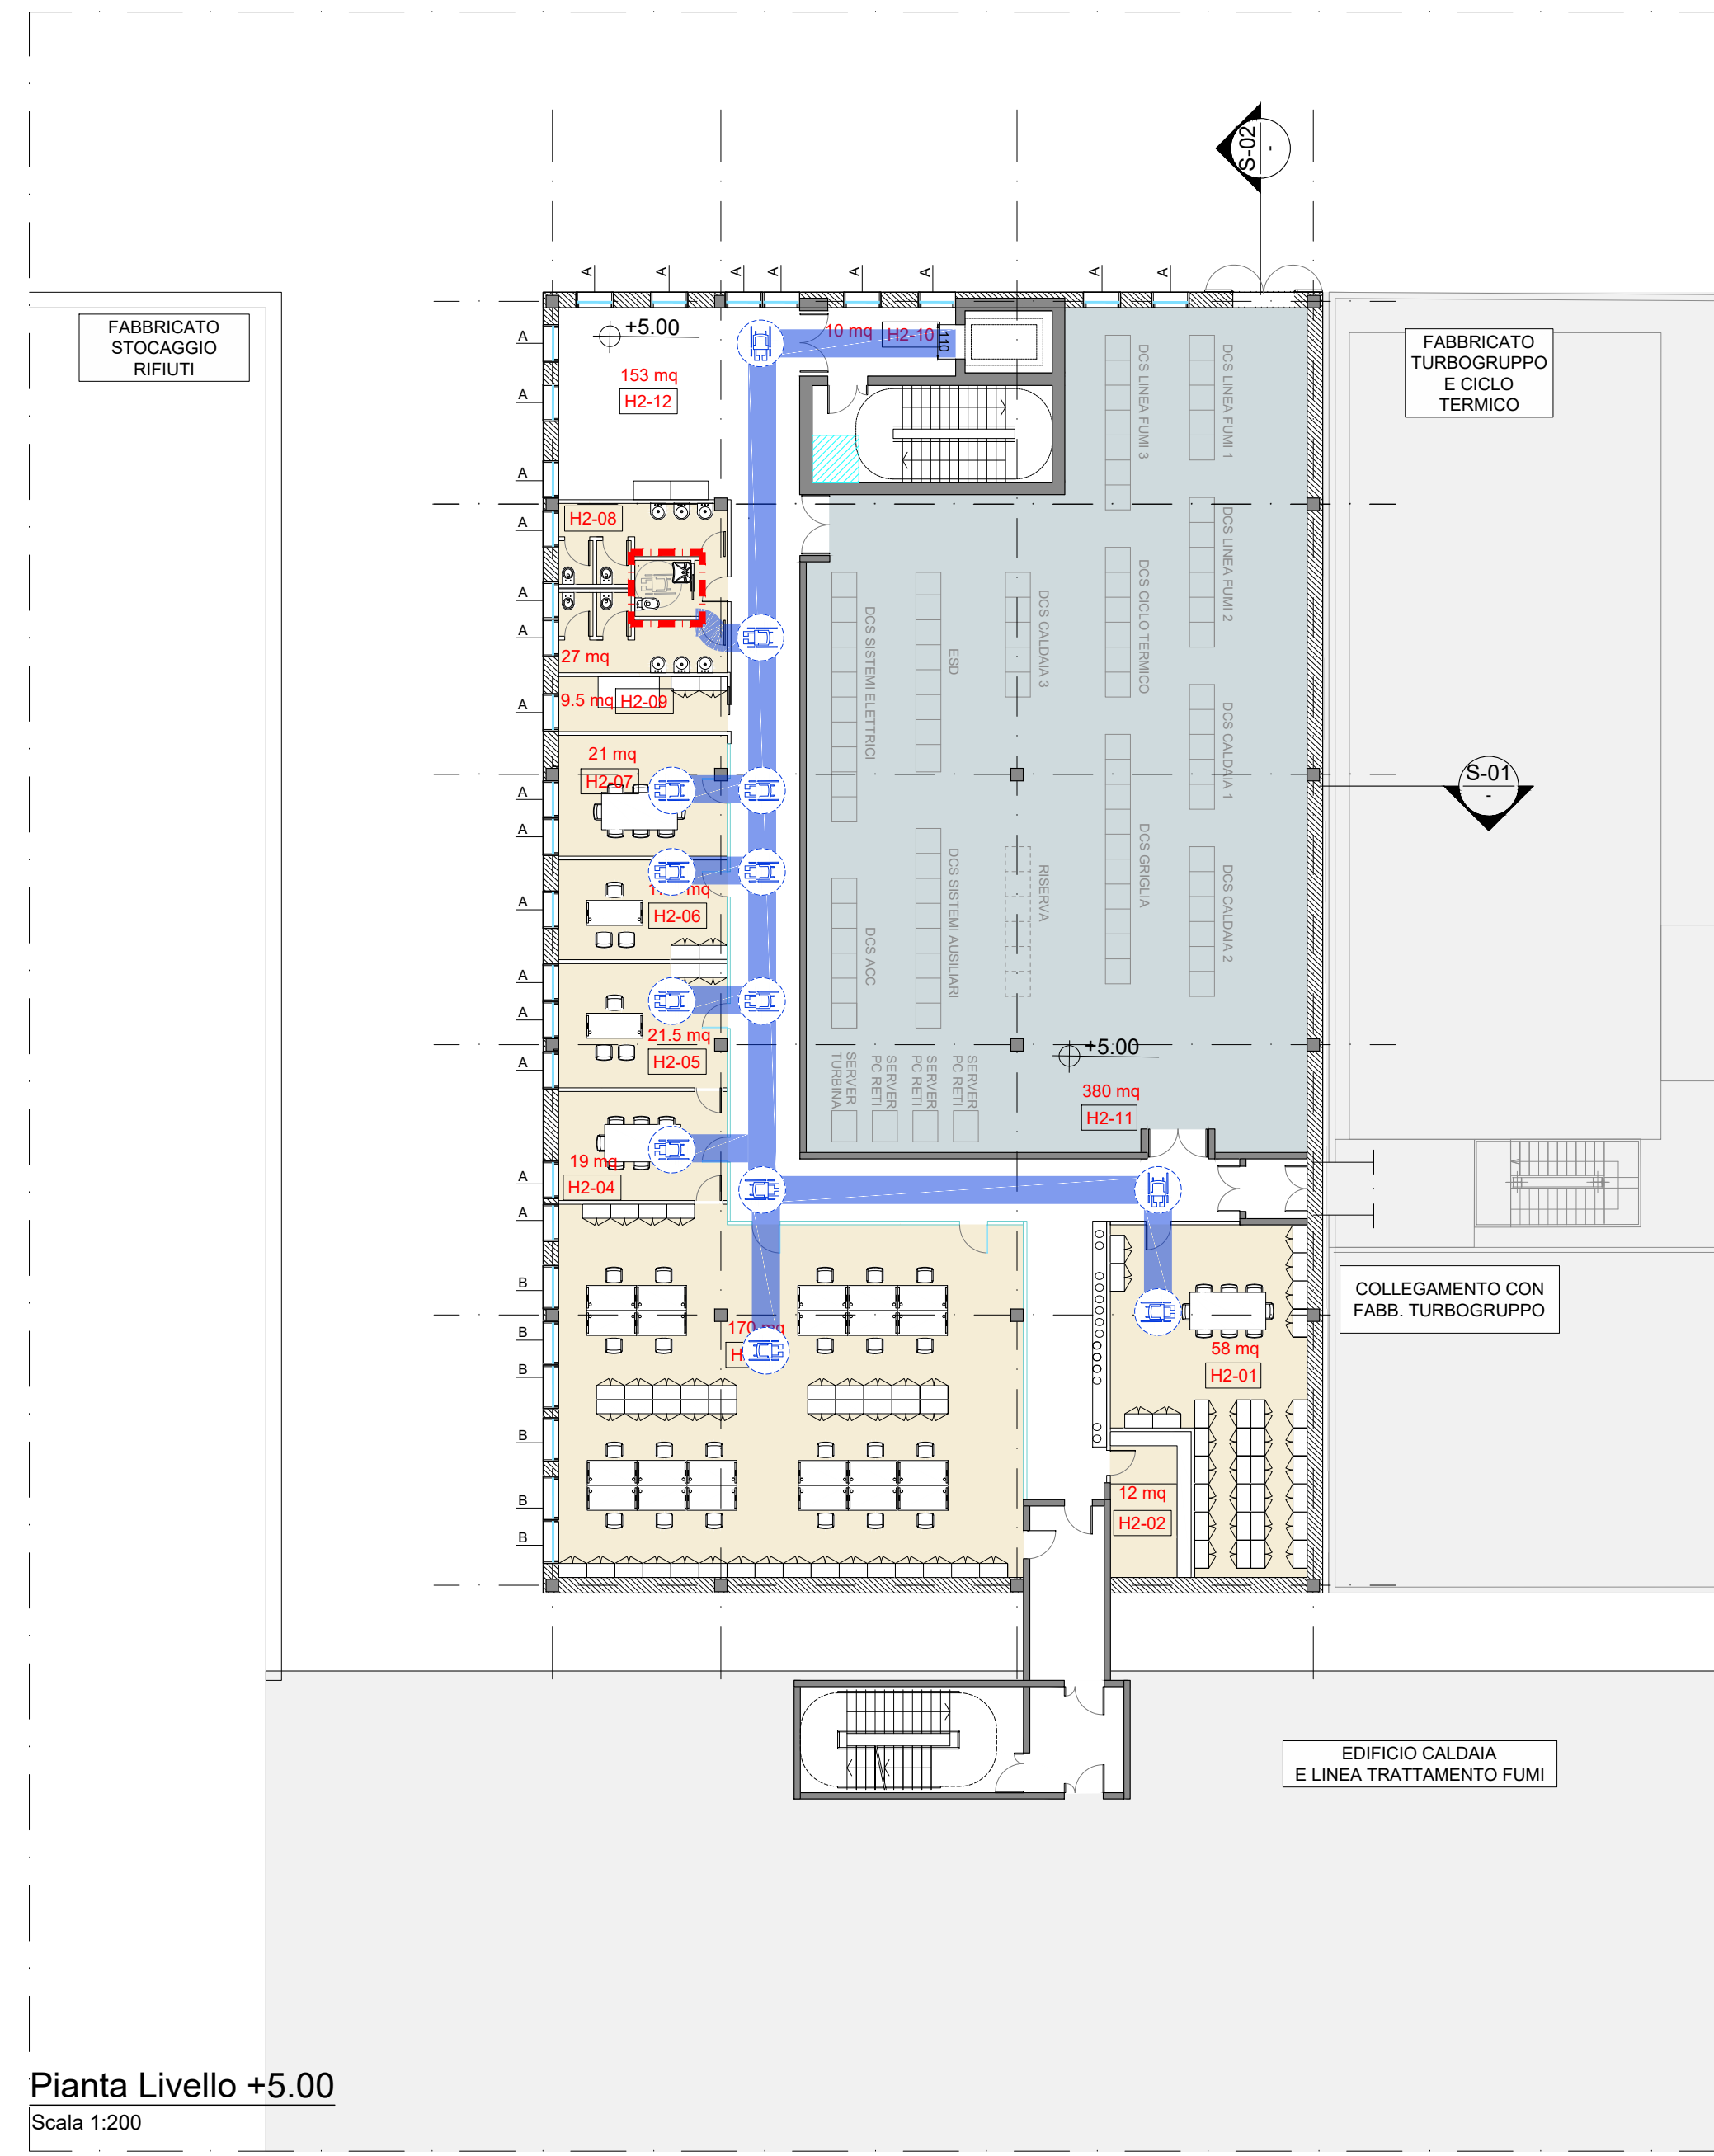 S-02
-
A
A
A
A
A
A
A
A
FABBRICATO
STOCAGGIO
RIFIUTI
+5.00
10 mq
H2-10
110
A
153 mq
H2-12
A
A
DCS LINEA FUMI 3
DCS LINEA FUMI 1
FABBRICATO
TURBOGRUPPO
E CICLO
TERMICO
H2-08
A
A
A
27 mq
DCS LINEA FUMI 2
DCS CICLO TERMICO
DCS CALDAIA 3
ESD
DCS SISTEMI ELETTRICI
9.5 mq
H2-09
A
21 mq
H2-07
A
A
DCS CALDAIA 1
S-01
-
mq
H2-06
A
DCS GRIGLIA
DCS CALDAIA 2
RISERVA
DCS SISTEMI AUSILIARI
DCS ACC
A
A
21.5 mq
H2-05
A
+5.00
SERVER
TURBINA
SERVER
PC RETI
SERVER
PC RETI
SERVER
PC RETI
380 mq
H2-11
19 mq
H2-04
A
A
B
B
B
B
B
B
170 mq
58 mq
H2-01
12 mq
H2-02
COLLEGAMENTO CON
FABB. TURBOGRUPPO
EDIFICIO CALDAIA
E LINEA TRATTAMENTO FUMI
Pianta Livello +5.00
Scala 1:200